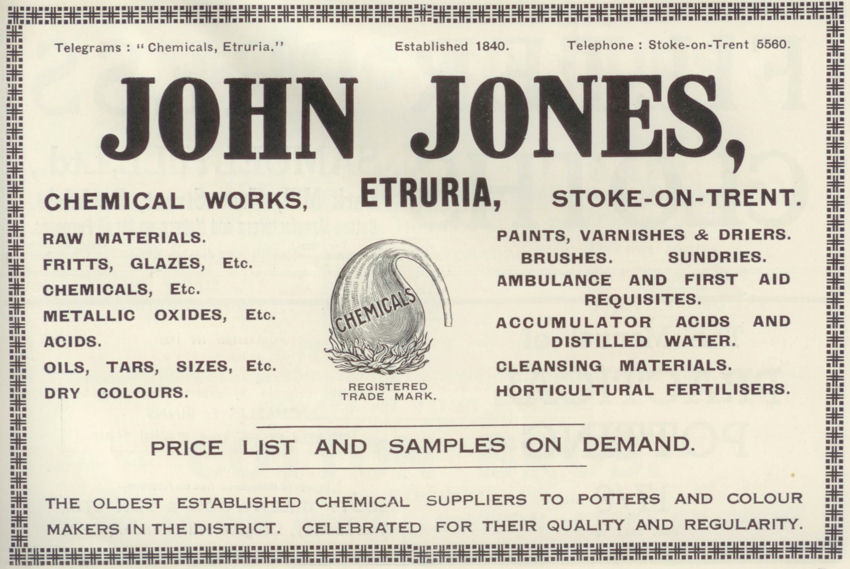 Telegrams : "Chemicals, Etruria." Established 1840. Telephone : Stoke-on-Trent 5560.
JOHN JONES,
CHEMICAL WORKS, ETRURIA, STOKE-ON-TRENT.
RAW MATERIALS.
FRITTS, GLAZES, Etc.
CHEMICALS, Etc.
METALLIC OXIDES, Etc.
ACIDS.
OILS, TARS, SIZES, Etc.
DRY COLOURS.
CHEMICALS
REGISTERED
TRADE MARK.
PAINTS, VARNISHES & DRIERS.
BRUSHES. SUNDRIES.
AMBULANCE AND FIRST AID
REQUISITES.
ACCUMULATOR ACIDS AND
DISTILLED WATER.
CLEANSING MATERIALS.
HORTICULTURAL FERTILISERS.
PRICE LIST AND SAMPLES ON DEMAND.
THE OLDEST ESTABLISHED CHEMICAL SUPPLIERS TO POTTERS AND COLOUR
MAKERS IN THE DISTRICT. CELEBRATED FOR THEIR QUALITY AND REGULARITY.